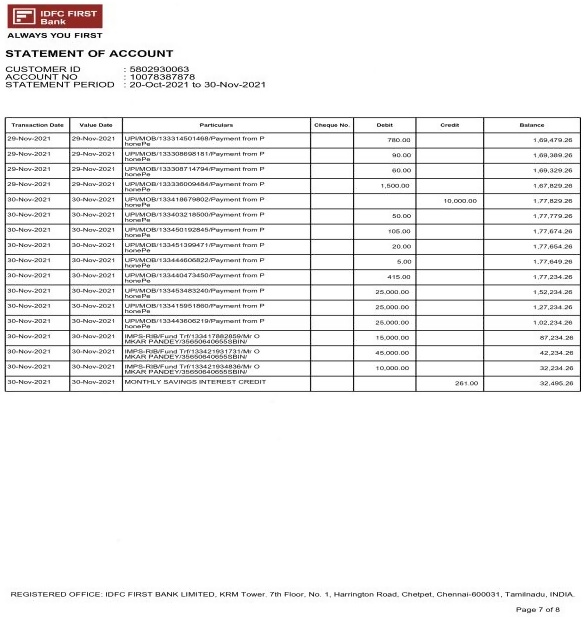 IDFC FIRST
Bank
ALWAYS YOU FIRST
STATEMENT OF ACCOUNT
CUSTOMER ID : 5802930063
ACCOUNT NO : 10078387878
STATEMENT PERIOD : 20-Oct-2021 to 30-Nov-2021
Transaction Date Value Date Particulars Cheque No. Debit Credit Balance
29-Nov-2021 29-Nov-2021 UPI/MOB/133314501468/Payment from P 780.00 1,69,479.26
honePe
29-Nov-2021 29-Nov-2021 UPI/MOB/133308698181/Payment from P 90.00 1,69,389.26
honePe
29-Nov-2021 29-Nov-2021 UPI/MOB/133308714794/Payment from P 60.00 1,69,329.26
honePe
29-Nov-2021 29-Nov-2021 UPI/MOB/133336009484/Payment from P 1,500.00 1,67,829.26
honePe
30-Nov-2021 30-Nov-2021 UPI/MOB/133418679802/Payment from P 10,000.00 1,77,829.26
honePe
30-Nov-2021 30-Nov-2021 UPI/MOB/133403218500/Payment from P 50.00 1,77,779.26
honePe
30-Nov-2021 30-Nov-2021 UPI/MOB/133450192845/Payment from P 105.00 1,77,674.26
honePe
30-Nov-2021 30-Nov-2021 UPI/MOB/133451399471/Payment from P 20.00 1,77,654.26
honePe
30-Nov-2021 30-Nov-2021 UPI/MOB/133444606822/Payment from P 5.00 1,77,649.26
honePe
30-Nov-2021 30-Nov-2021 UPI/MOB/133440473450/Payment from P 415.00 1,77,234.26
honePe
30-Nov-2021 30-Nov-2021 UPI/MOB/133453483240/Payment from P 25,000.00 1,52,234.26
honePe
30-Nov-2021 30-Nov-2021 UPI/MOB/133415951860/Payment from P 25,000.00 1,27,234.26
honePe
30-Nov-2021 30-Nov-2021 UPI/MOB/133443606219/Payment from P 25,000.00 1,02,234.26
honePe
30-Nov-2021 30-Nov-2021 IMPS-RIB/Fund Trf/133417882859/Mr O 15,000.00 87,234.26
MKAR PANDEY/35650640655SBIN/
30-Nov-2021 30-Nov-2021 IMPS-RIB/Fund Trf/133421931731/Mr O 45,000.00 42,234.26
MKAR PANDEY/35650640655SBIN/
30-Nov-2021 30-Nov-2021 IMPS-RIB/Fund Trf/133421934836/Mr O 10,000.00 32,234.26
MKAR PANDEY/35650640655SBIN/
30-Nov-2021 30-Nov-2021 MONTHLY SAVINGS INTEREST CREDIT 261.00 32,495.26
REGISTERED OFFICE: IDFC FIRST BANK LIMITED, KRM Tower, 7th Floor, No. 1, Harrington Road, Chetpet, Chennai-600031, Tamilnadu, INDIA.
Page 7 of 8